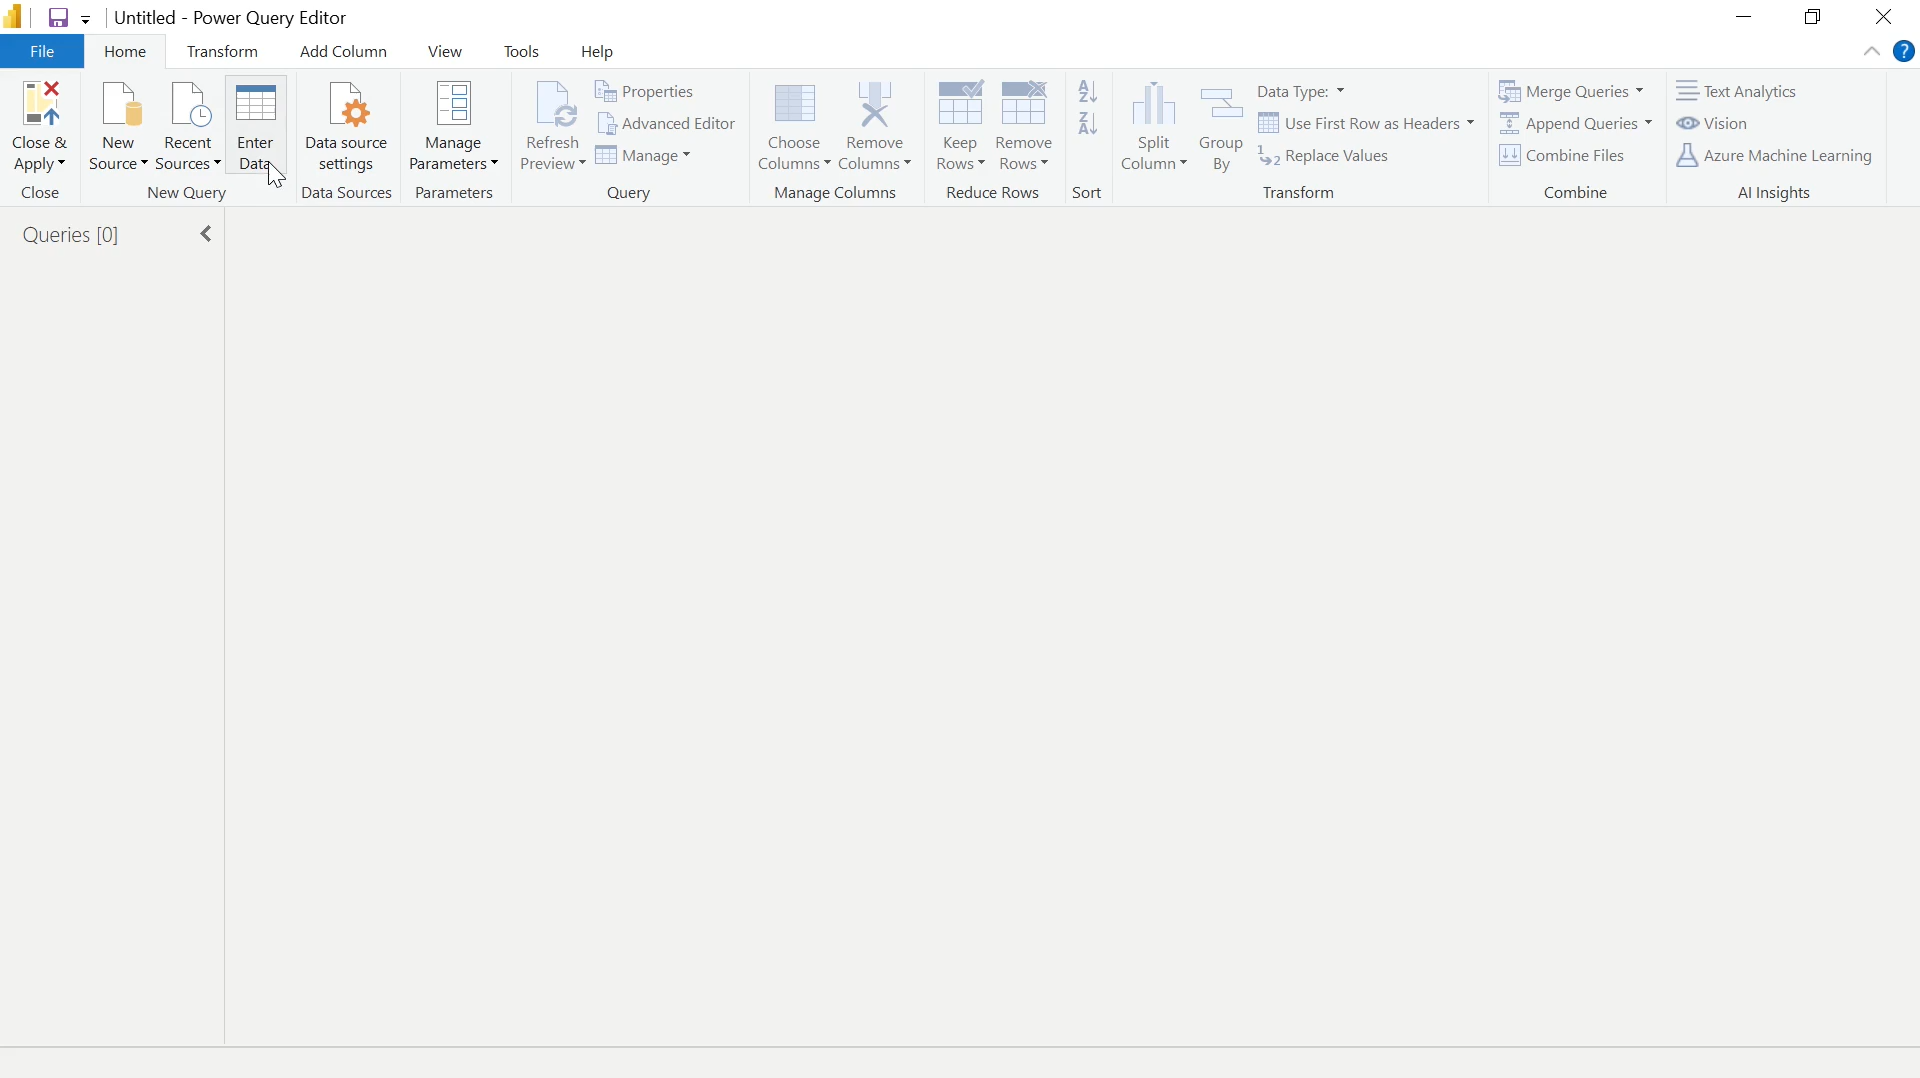 Untitled - Power Query Editor
File Home Transform Add Column View Tools Help
Close & Apply
New Source
Recent Sources
Enter Data
Data source settings
Manage Parameters
Refresh Preview
Properties
Advanced Editor
Manage
Choose Columns
Remove Columns
Keep Rows
Remove Rows
Split Column
Group By
Data Type:
Use First Row as Headers
Replace Values
Merge Queries
Append Queries
Combine Files
Text Analytics
Vision
Azure Machine Learning
Close New Query Data Sources Parameters Query Manage Columns Reduce Rows Sort Transform Combine AI Insights
Queries [0]